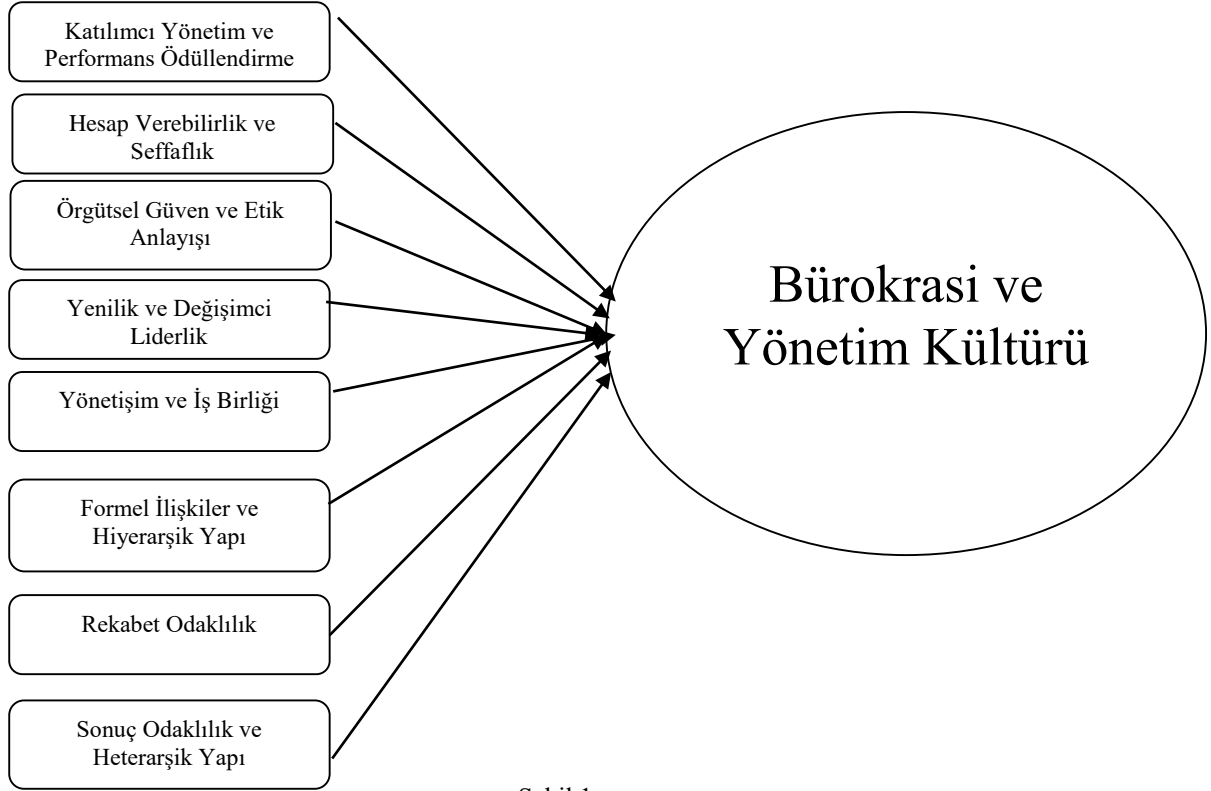 Katılımcı Yönetim ve
Performans Ödüllendirme
Hesap Verebilirlik ve
Seffaflık
Örgütsel Güven ve Etik
Anlayışı
Yenilik ve Değişimci
Liderlik
Yönetişim ve İş Birliği
Formel İlişkiler ve
Hiyerarşik Yapı
Rekabet Odaklılık
Sonuç Odaklılık ve
Heterarşik Yapı
Bürokrasi ve
Yönetim Kültürü